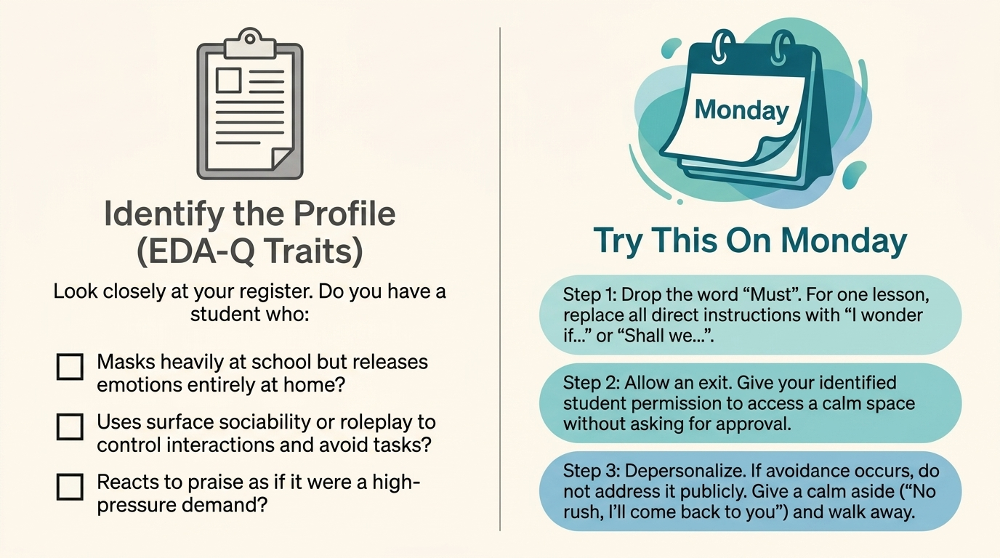 Identify the Profile
(EDA-Q Traits)
Look closely at your register. Do you have a
student who:
Masks heavily at school but releases
emotions entirely at home?
Uses surface sociability or roleplay to
control interactions and avoid tasks?
Reacts to praise as if it were a high-
pressure demand?
Monday
Try This On Monday
Step 1: Drop the word “Must”. For one lesson,
replace all direct instructions with “I wonder
if...” or “Shall we...”.
Step 2: Allow an exit. Give your identified
student permission to access a calm space
without asking for approval.
Step 3: Depersonalize. If avoidance occurs, do
not address it publicly. Give a calm aside (“No
rush, I’ll come back to you”) and walk away.